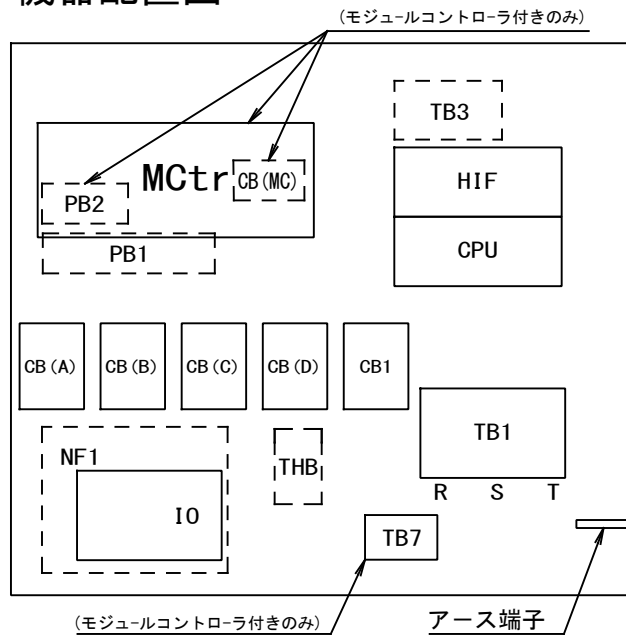 機器配置図
(モジュールコントローラ付きのみ)
TB3
MCtr
CB(MC)
HIF
PB2
PB1
CPU
CB(A)
CB(B)
CB(C)
CB(D)
CB1
TB1
NF1
THB
R S T
IO
TB7
(モジュールコントローラ付きのみ)
アース端子